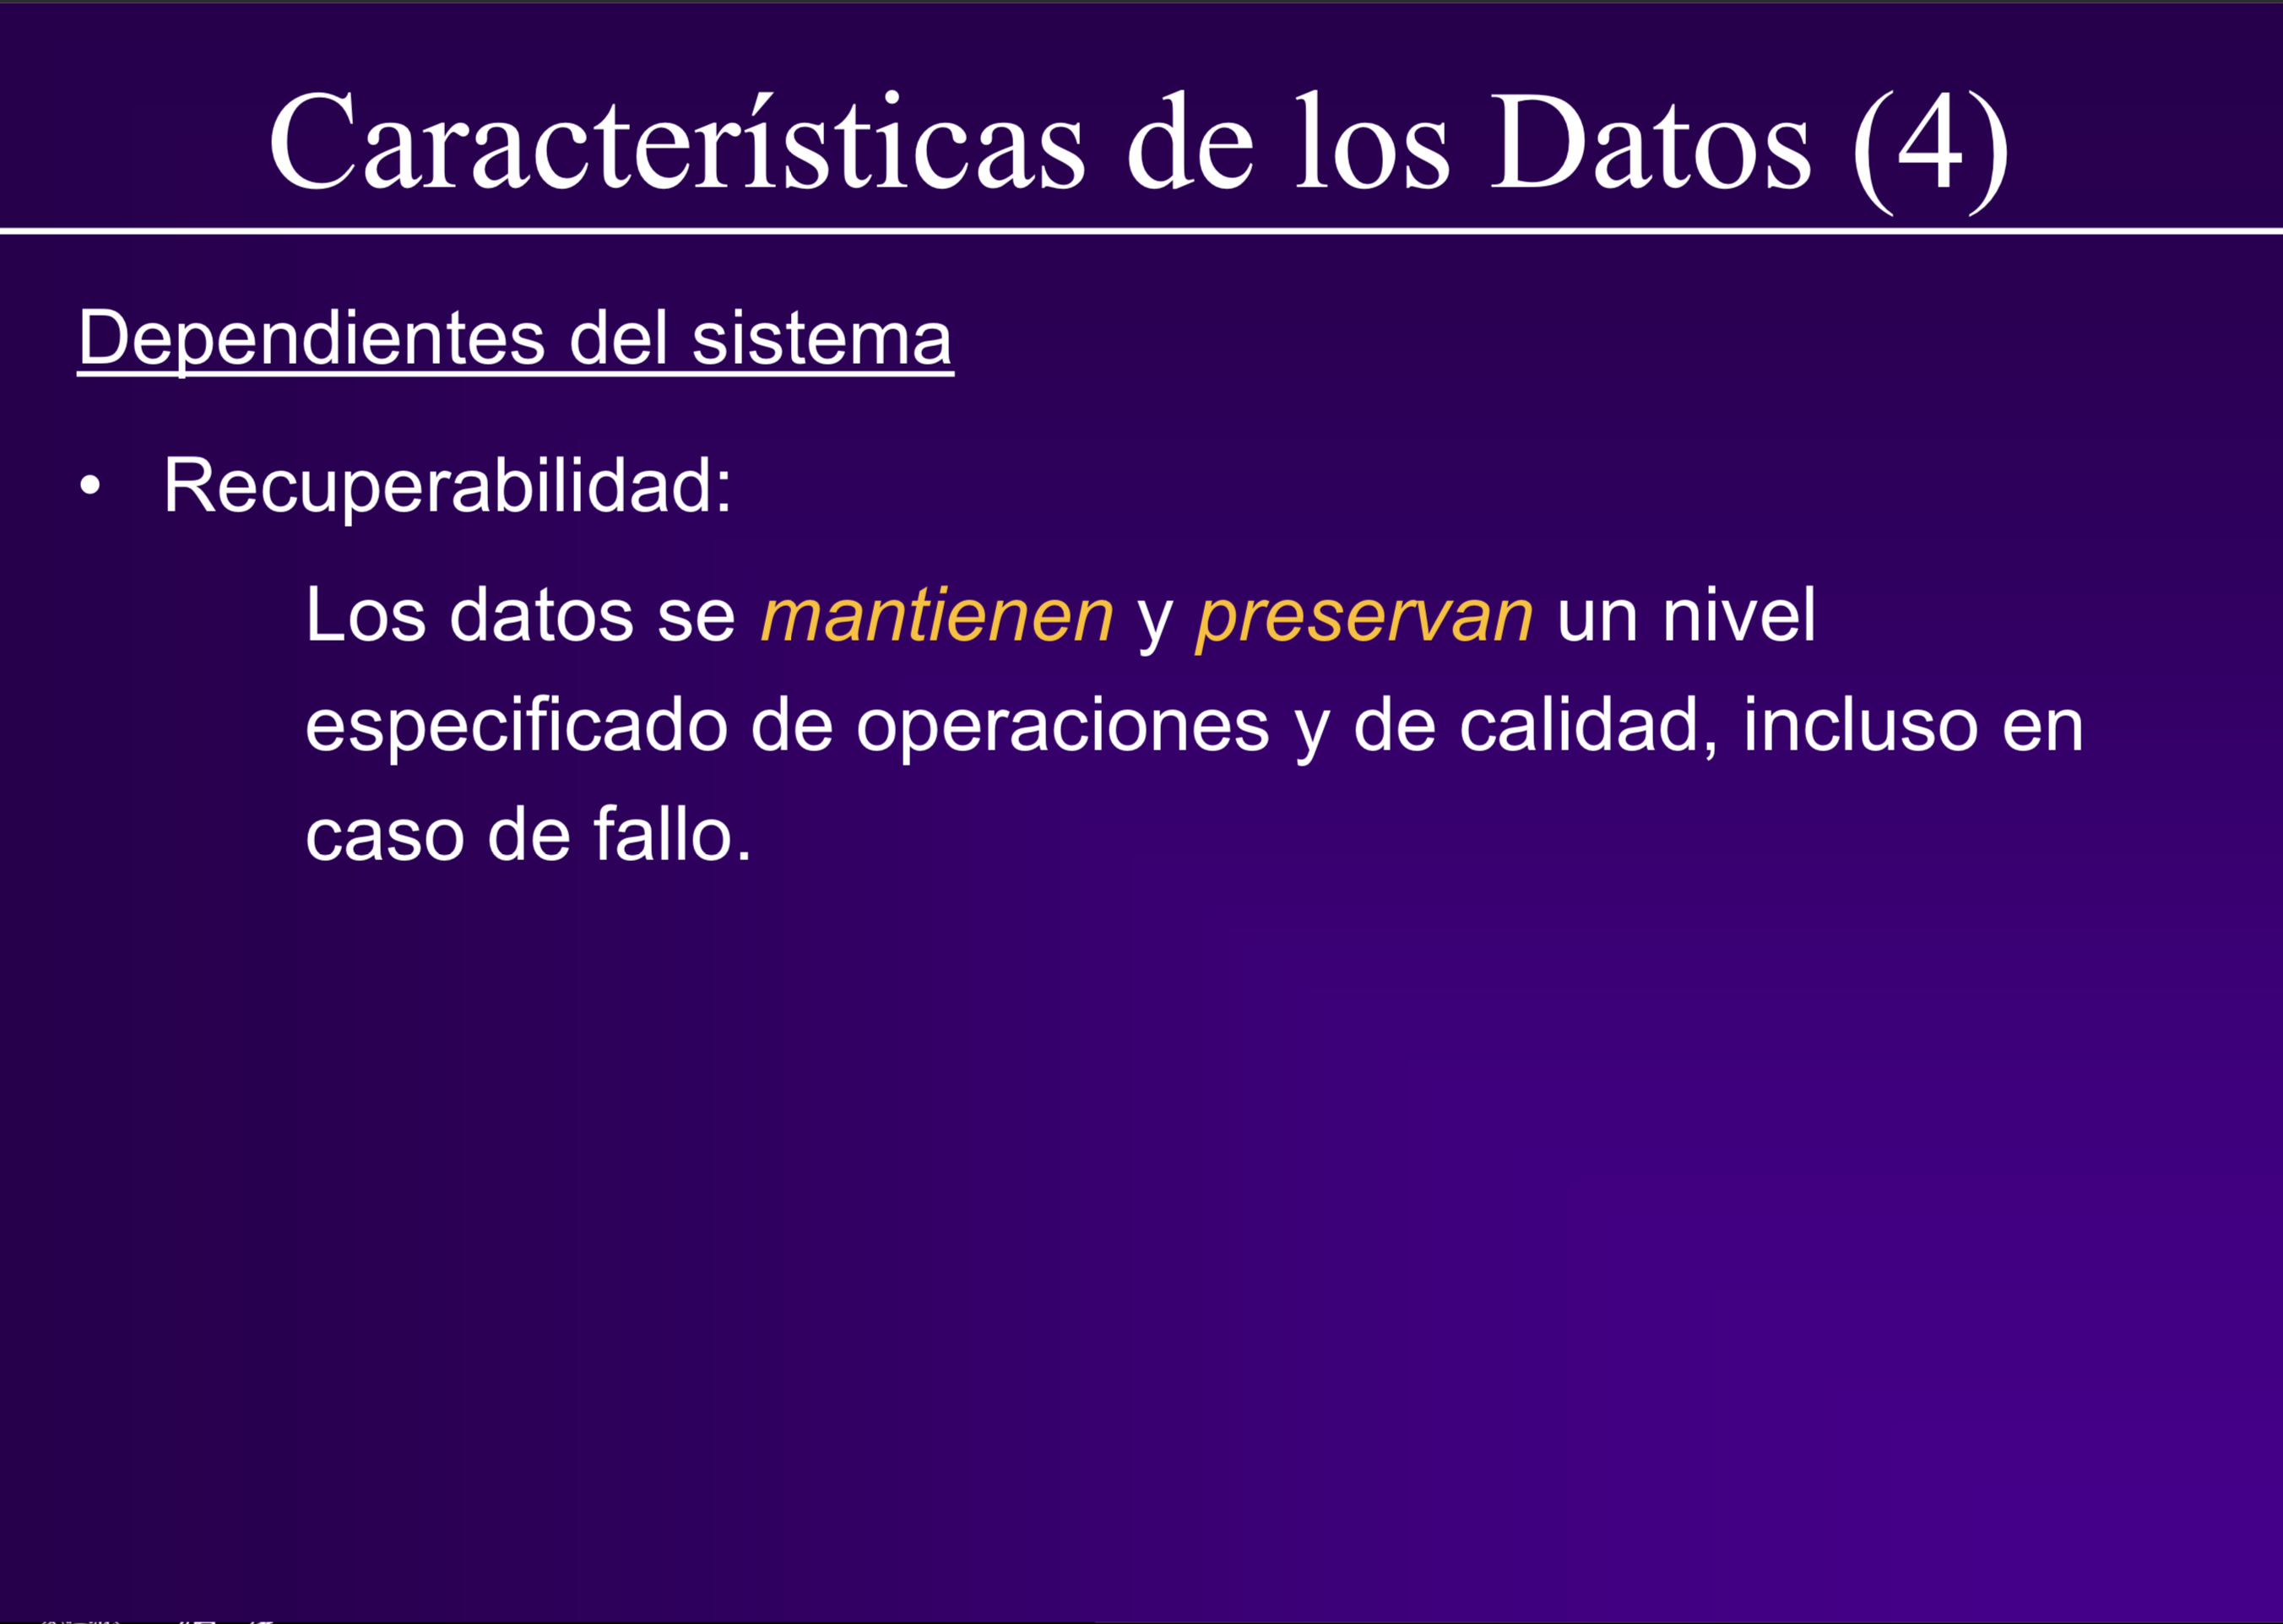 Características de los Datos (4)
Dependientes del sistema
• Recuperabilidad:
Los datos se mantienen y preservan un nivel
especificado de operaciones y de calidad, incluso en
caso de fallo.